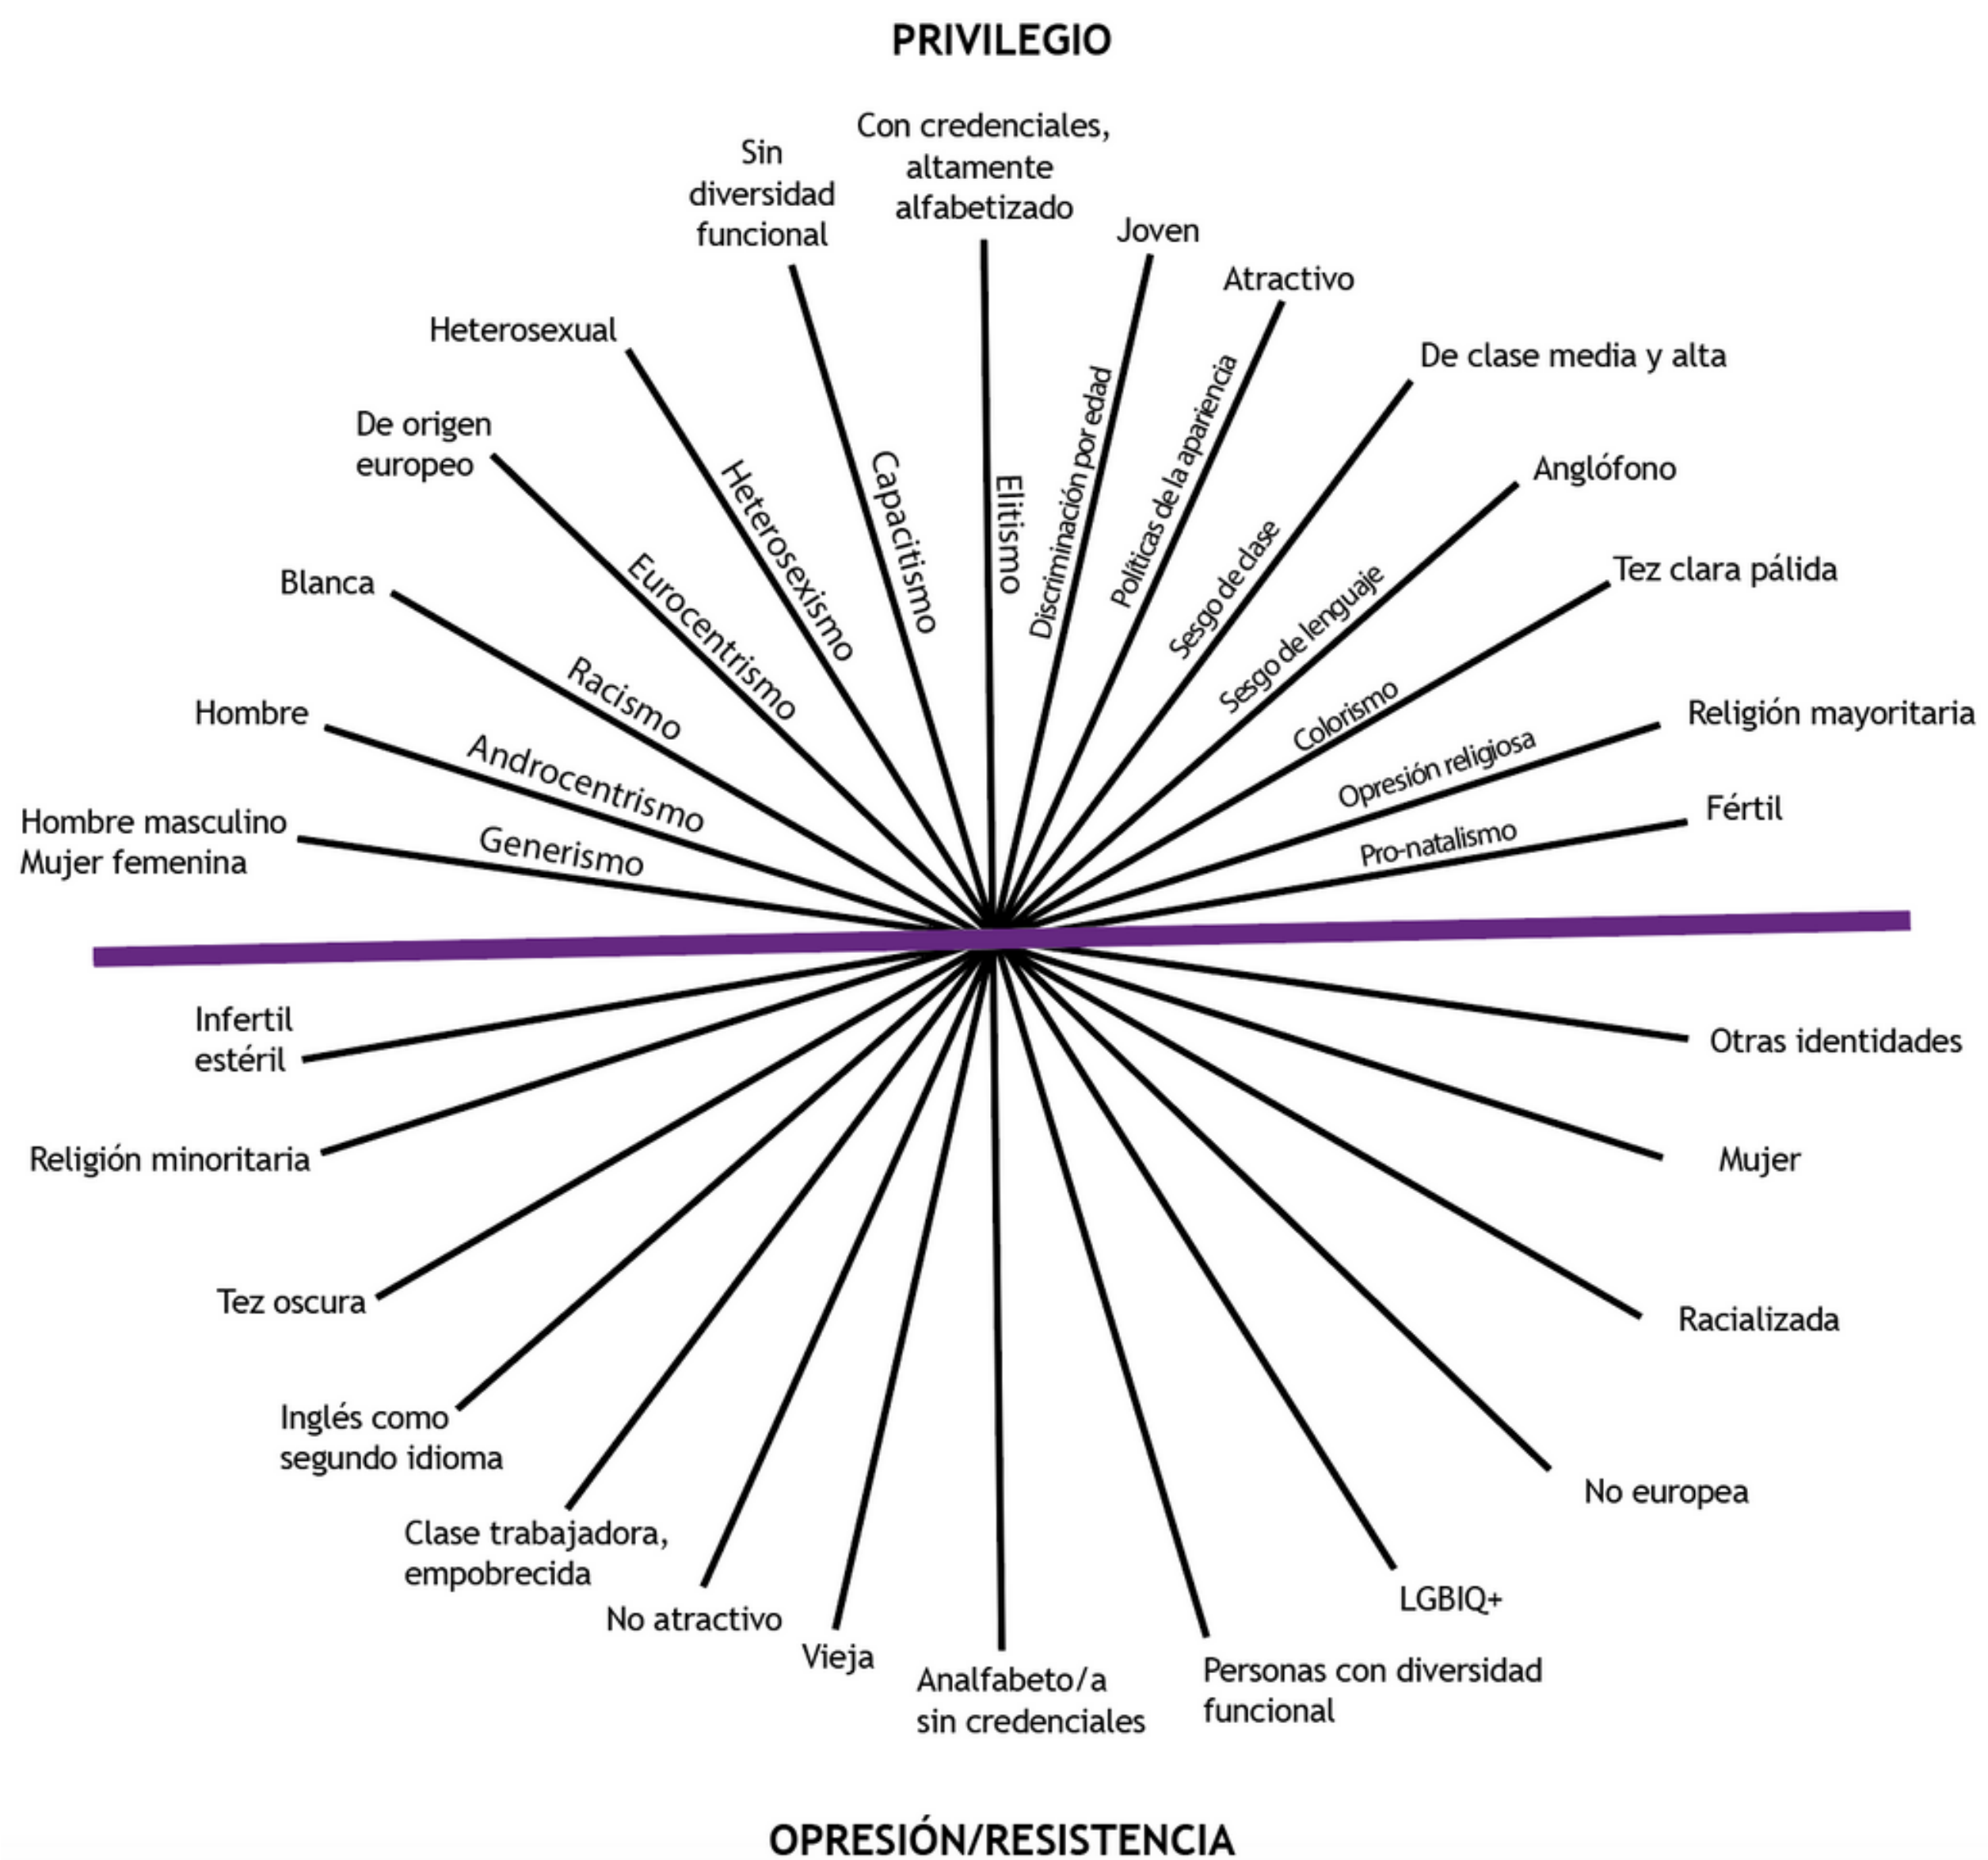 PRIVILEGIO
Con credenciales,
altamente
alfabetizado
Sin
diversidad
funcional
Joven
Atractivo
Heterosexual
De clase media y alta
De origen
europeo
Anglófono
Blanca
Tez clara pálida
Hombre
Religión mayoritaria
Hombre masculino
Mujer femenina
Fértil
Generismo
Androcentrismo
Racismo
Eurocentrismo
Heterosexismo
Capacitismo
Elitismo
Discriminación por edad
Políticas de la apariencia
Sesgo de clase
Sesgo de lenguaje
Colorismo
Opresión religiosa
Pro-natalismo
Infertil
estéril
Otras identidades
Religión minoritaria
Mujer
Tez oscura
Racializada
Inglés como
segundo idioma
No europea
Clase trabajadora,
empobrecida
LGBIQ+
No atractivo
Vieja
Analfabeto/a
sin credenciales
Personas con diversidad
funcional
OPRESIÓN/RESISTENCIA